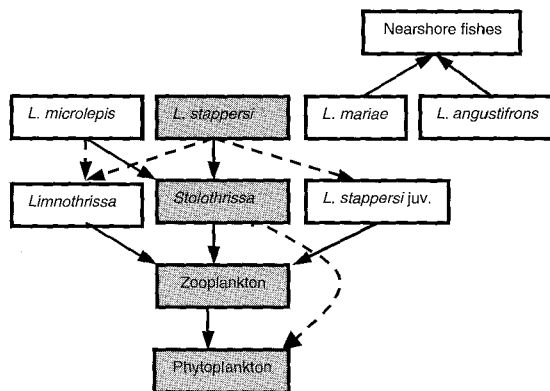 Nearshore fishes
L. microlepis
L. stappersi
L. mariae
L. angustifrons
Limnothrissa
Stolothrissa
L. stappersi juv.
Zooplankton
Phytoplankton